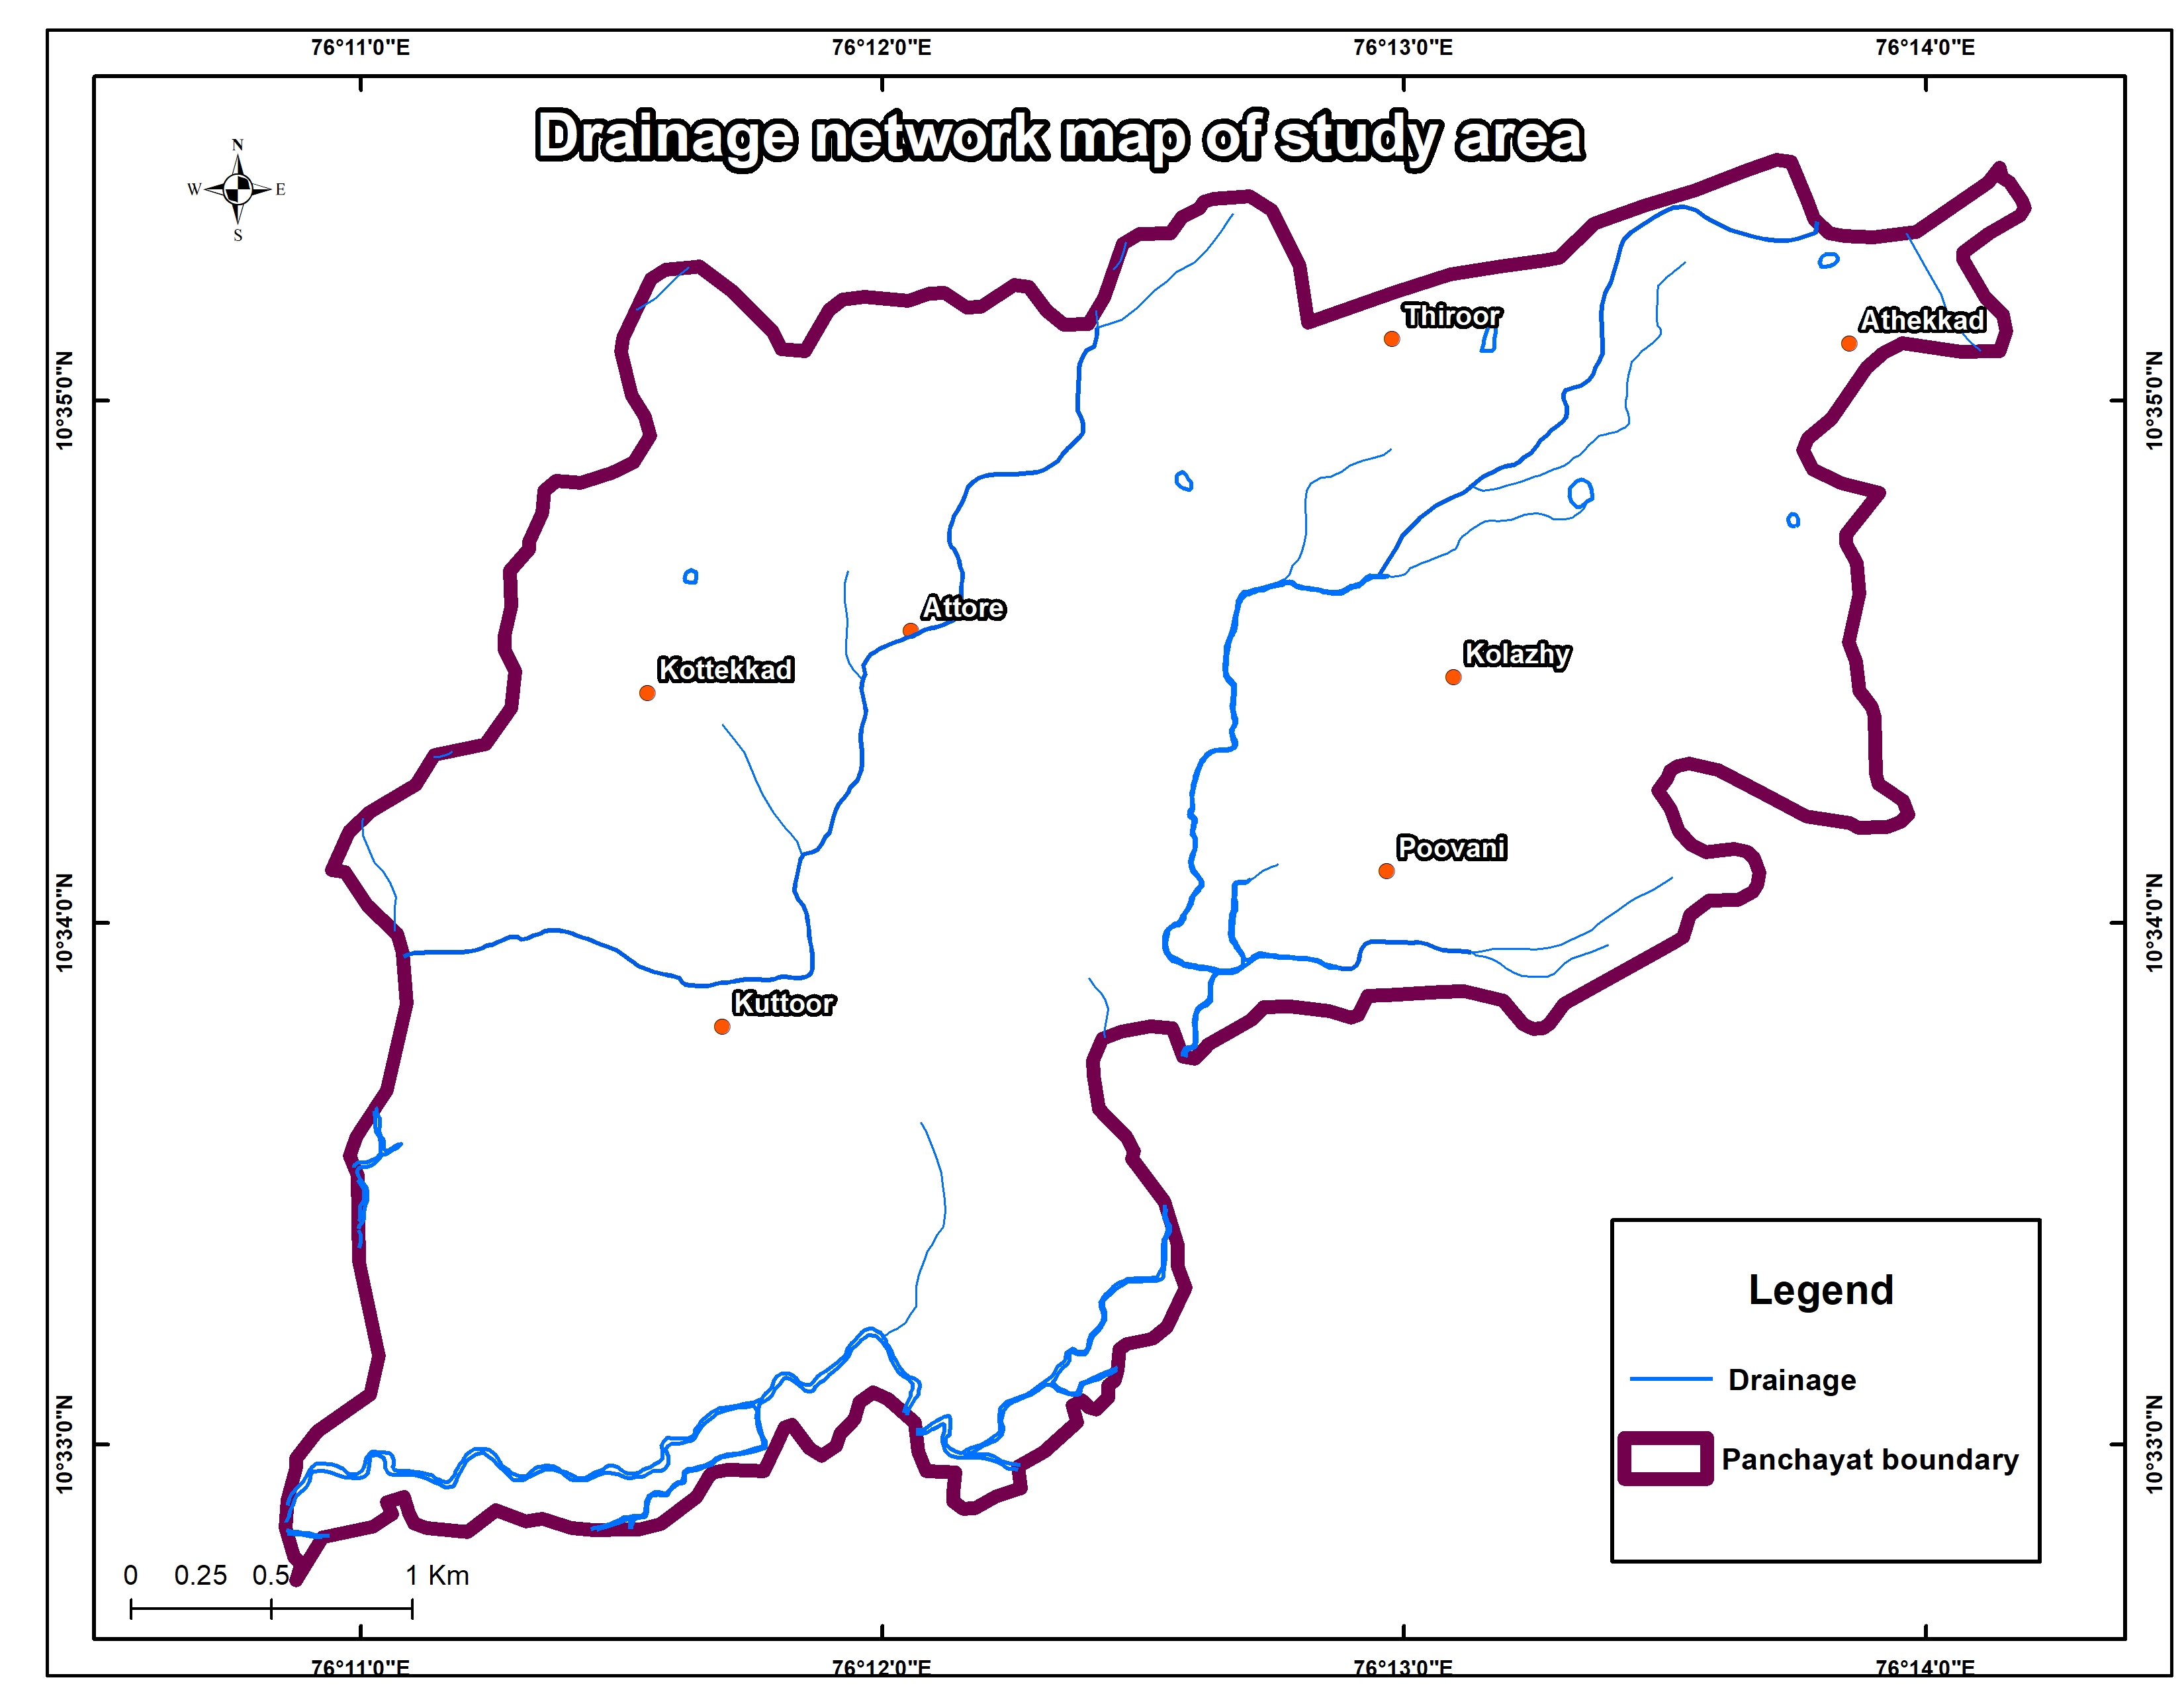 76°11'0"E 76°12'0"E 76°13'0"E 76°14'0"E
Drainage network map of study area
N
W E
S
Thiroor
Athekkad
10°35'0"N 10°35'0"N
Attore
Kottekkad
Kolazhy
Poovani
10°34'0"N 10°34'0"N
Kuttoor
Legend
Drainage
Panchayat boundary
10°33'0"N 10°33'0"N
0 0.25 0.5 1 Km
76°11'0"E 76°12'0"E 76°13'0"E 76°14'0"E